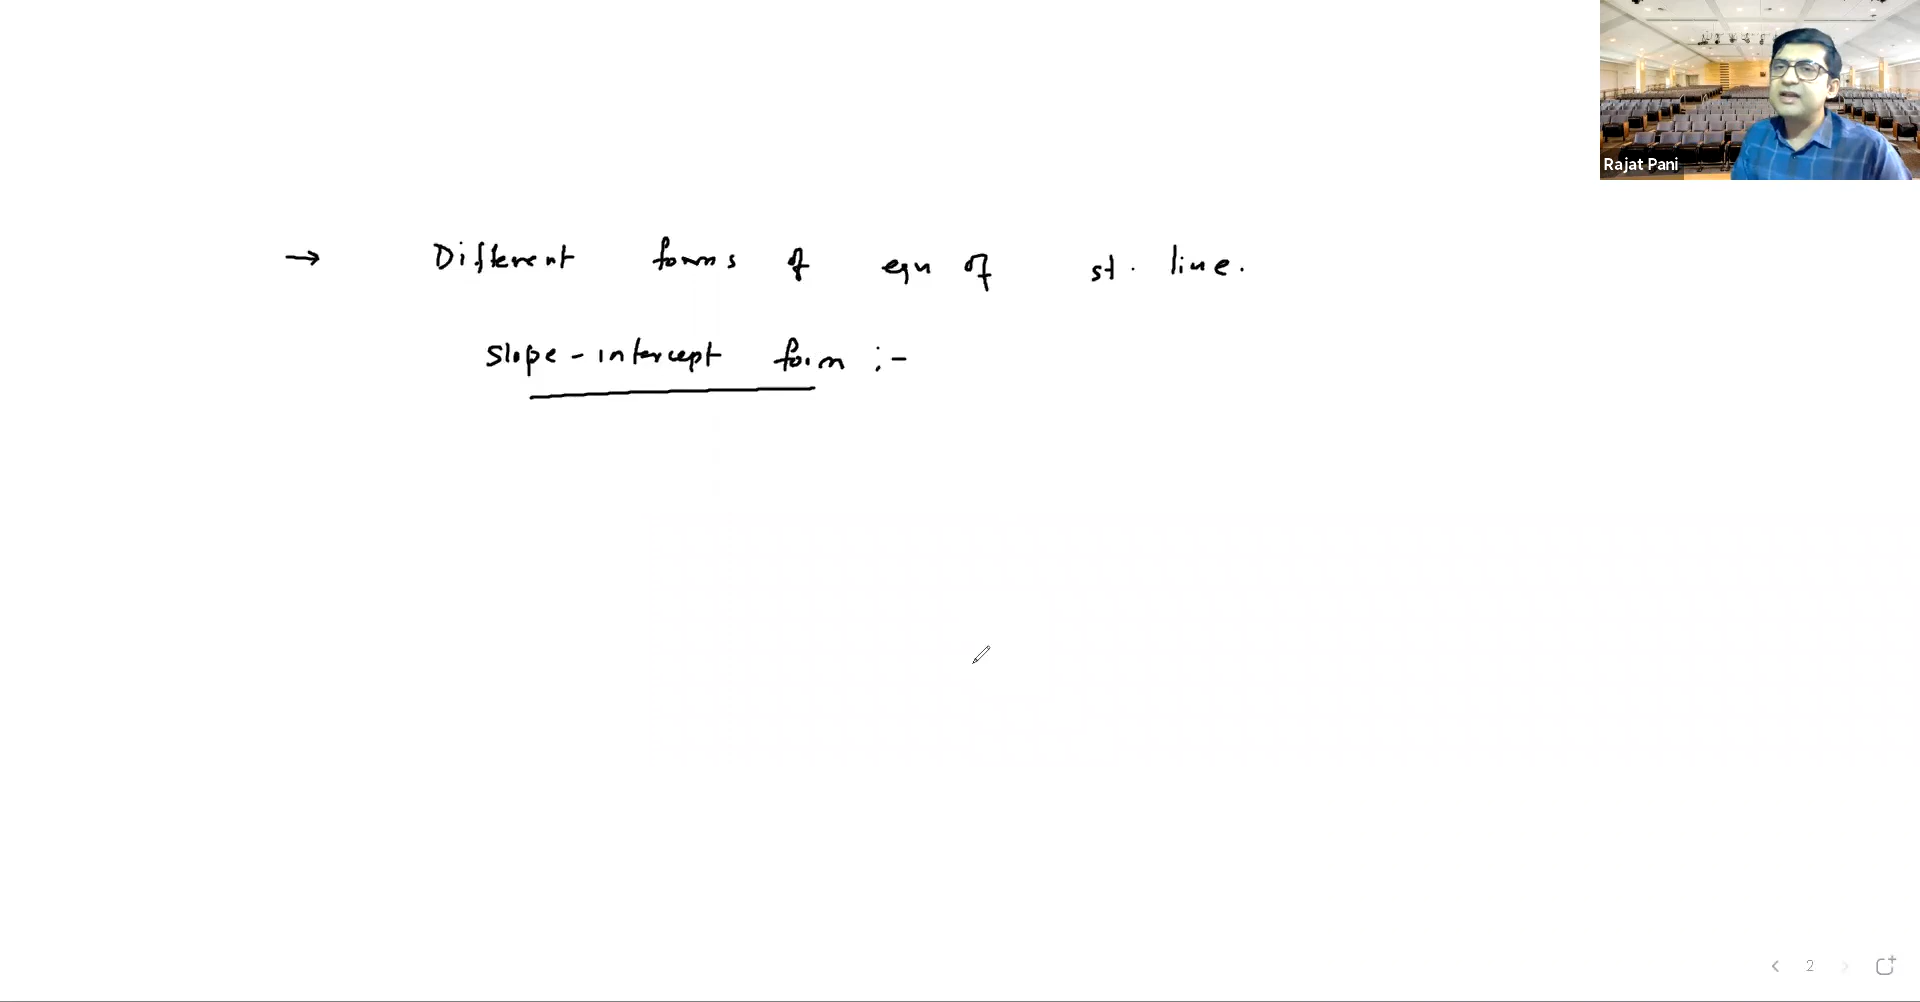 Rajat Pani
→ Different forms of eqn of st. line.
Slope-intercept form :-
2